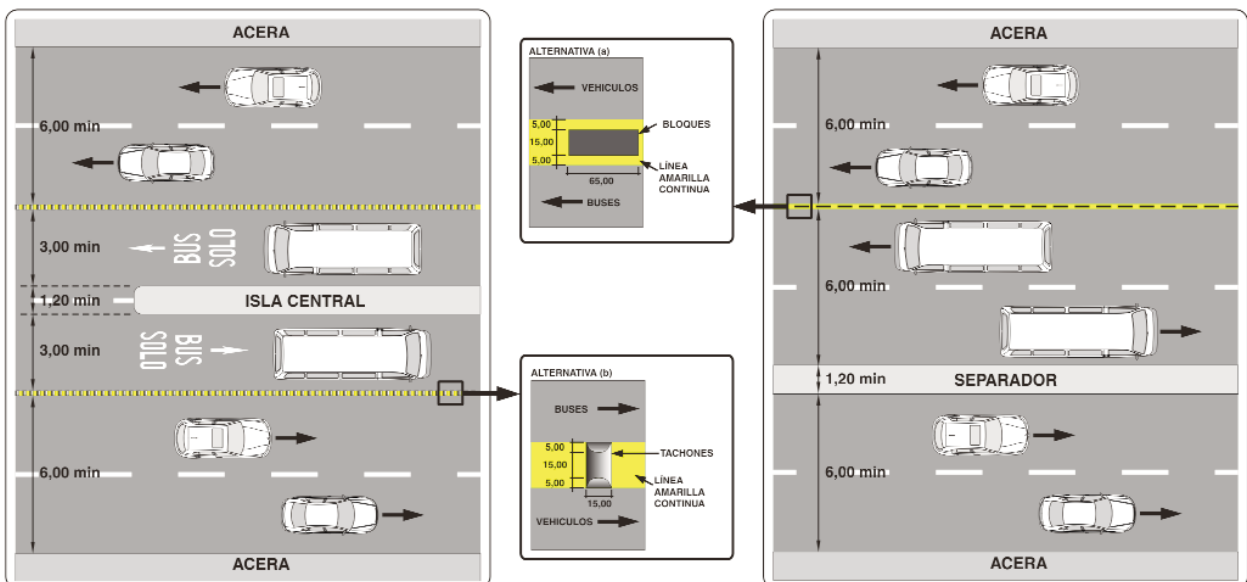 ACERA
6,00 min
3,00 min
BUS
SOLO
1,20 min
ISLA CENTRAL
3,00 min
BUS
SOLO
6,00 min
ACERA
ALTERNATIVA (a)
VEHICULOS
5,00
15,00
5,00
BLOQUES
LÍNEA
AMARILLA
CONTINUA
65,00
BUSES
ALTERNATIVA (b)
BUSES
5,00
15,00
5,00
TACHONES
LÍNEA
AMARILLA
CONTINUA
15,00
VEHICULOS
ACERA
6,00 min
6,00 min
1,20 min
SEPARADOR
6,00 min
ACERA